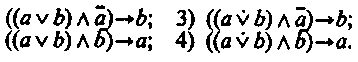 ((a ∨ b) ∧ ā)→b; 3) ((a ∨̇ b) ∧ ā)→b;
((a ∨ b) ∧ b̄)→a; 4) ((a ∨̇ b) ∧ b̄)→a.